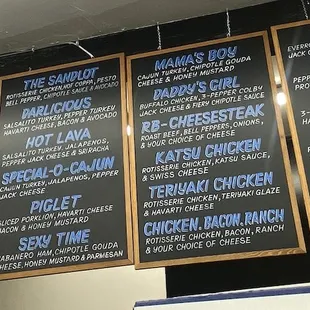 THE SANDLOT
ROTISSERIE CHICKEN, HOT COPPA, PESTO
BELL PEPPER, CHIPOTLE SAUCE & AVOCADO
DARLICIOUS
SALSALITO TURKEY, PEPPER TURKEY
HAVARTI CHEESE, BACON & AVOCADO
HOT LAVA
SALSALITO TURKEY, JALAPENOS,
PEPPER JACK CHEESE & SRIRACHA
SPECIAL-O-CAJUN
CAJUN TURKEY, JALAPENOS, PEPPER
JACK CHEESE
PIGLET
SLICED PORKLION, HAVARTI CHEESE
BACON & HONEY MUSTARD
SEXY TIME
HABANERO HAM, CHIPOTLE GOUDA
CHEESE, HONEY MUSTARD & PARMESAN
MAMA'S BOY
CAJUN TURKEY, CHIPOTLE GOUDA
CHEESE & HONEY MUSTARD
DADDY'S GIRL
BUFFALO CHICKEN, 3-PEPPER COLBY
JACK CHEESE & FIERY CHIPOTLE SAUCE
RB-CHEESESTEAK
ROAST BEEF, BELL PEPPERS, ONIONS,
& YOUR CHOICE OF CHEESE
KATSU CHICKEN
ROTISSERIE CHICKEN, KATSU SAUCE,
& SWISS CHEESE
TERIYAKI CHICKEN
ROTISSERIE CHICKEN, TERIYAKI GLAZE
& HAVARTI CHEESE
CHICKEN, BACON, RANCH
ROTISSERIE CHICKEN, BACON, RANCH
& YOUR CHOICE OF CHEESE